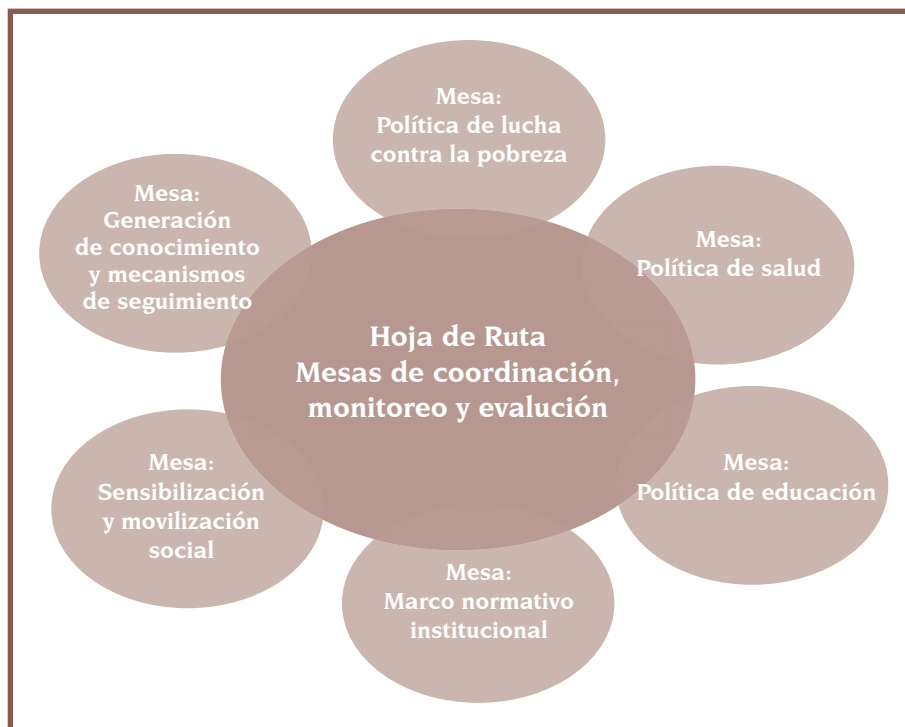 Mesa:
Política de lucha
contra la pobreza
Mesa:
Generación
de conocimiento
y mecanismos
de seguimiento
Mesa:
Política de salud
Hoja de Ruta
Mesas de coordinación,
monitoreo y evalución
Mesa:
Sensibilización
y movilización
social
Mesa:
Política de educación
Mesa:
Marco normativo
institucional